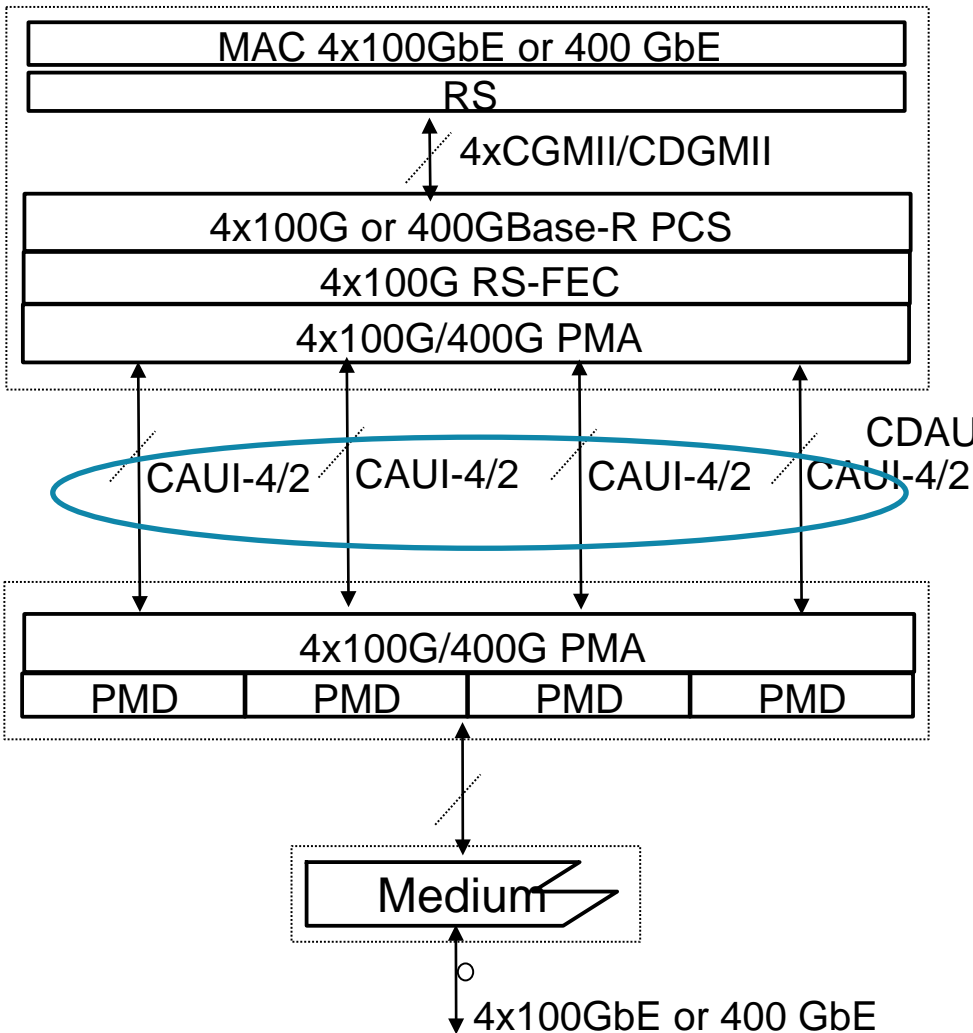 MAC 4x100GbE or 400 GbE
RS
4xCGMII/CDGMII
4x100G or 400GBase-R PCS
4x100G RS-FEC
4x100G/400G PMA
CDAU
CAUI-4/2 CAUI-4/2 CAUI-4/2 CAUI-4/2
4x100G/400G PMA
PMD PMD PMD PMD
Medium
4x100GbE or 400 GbE